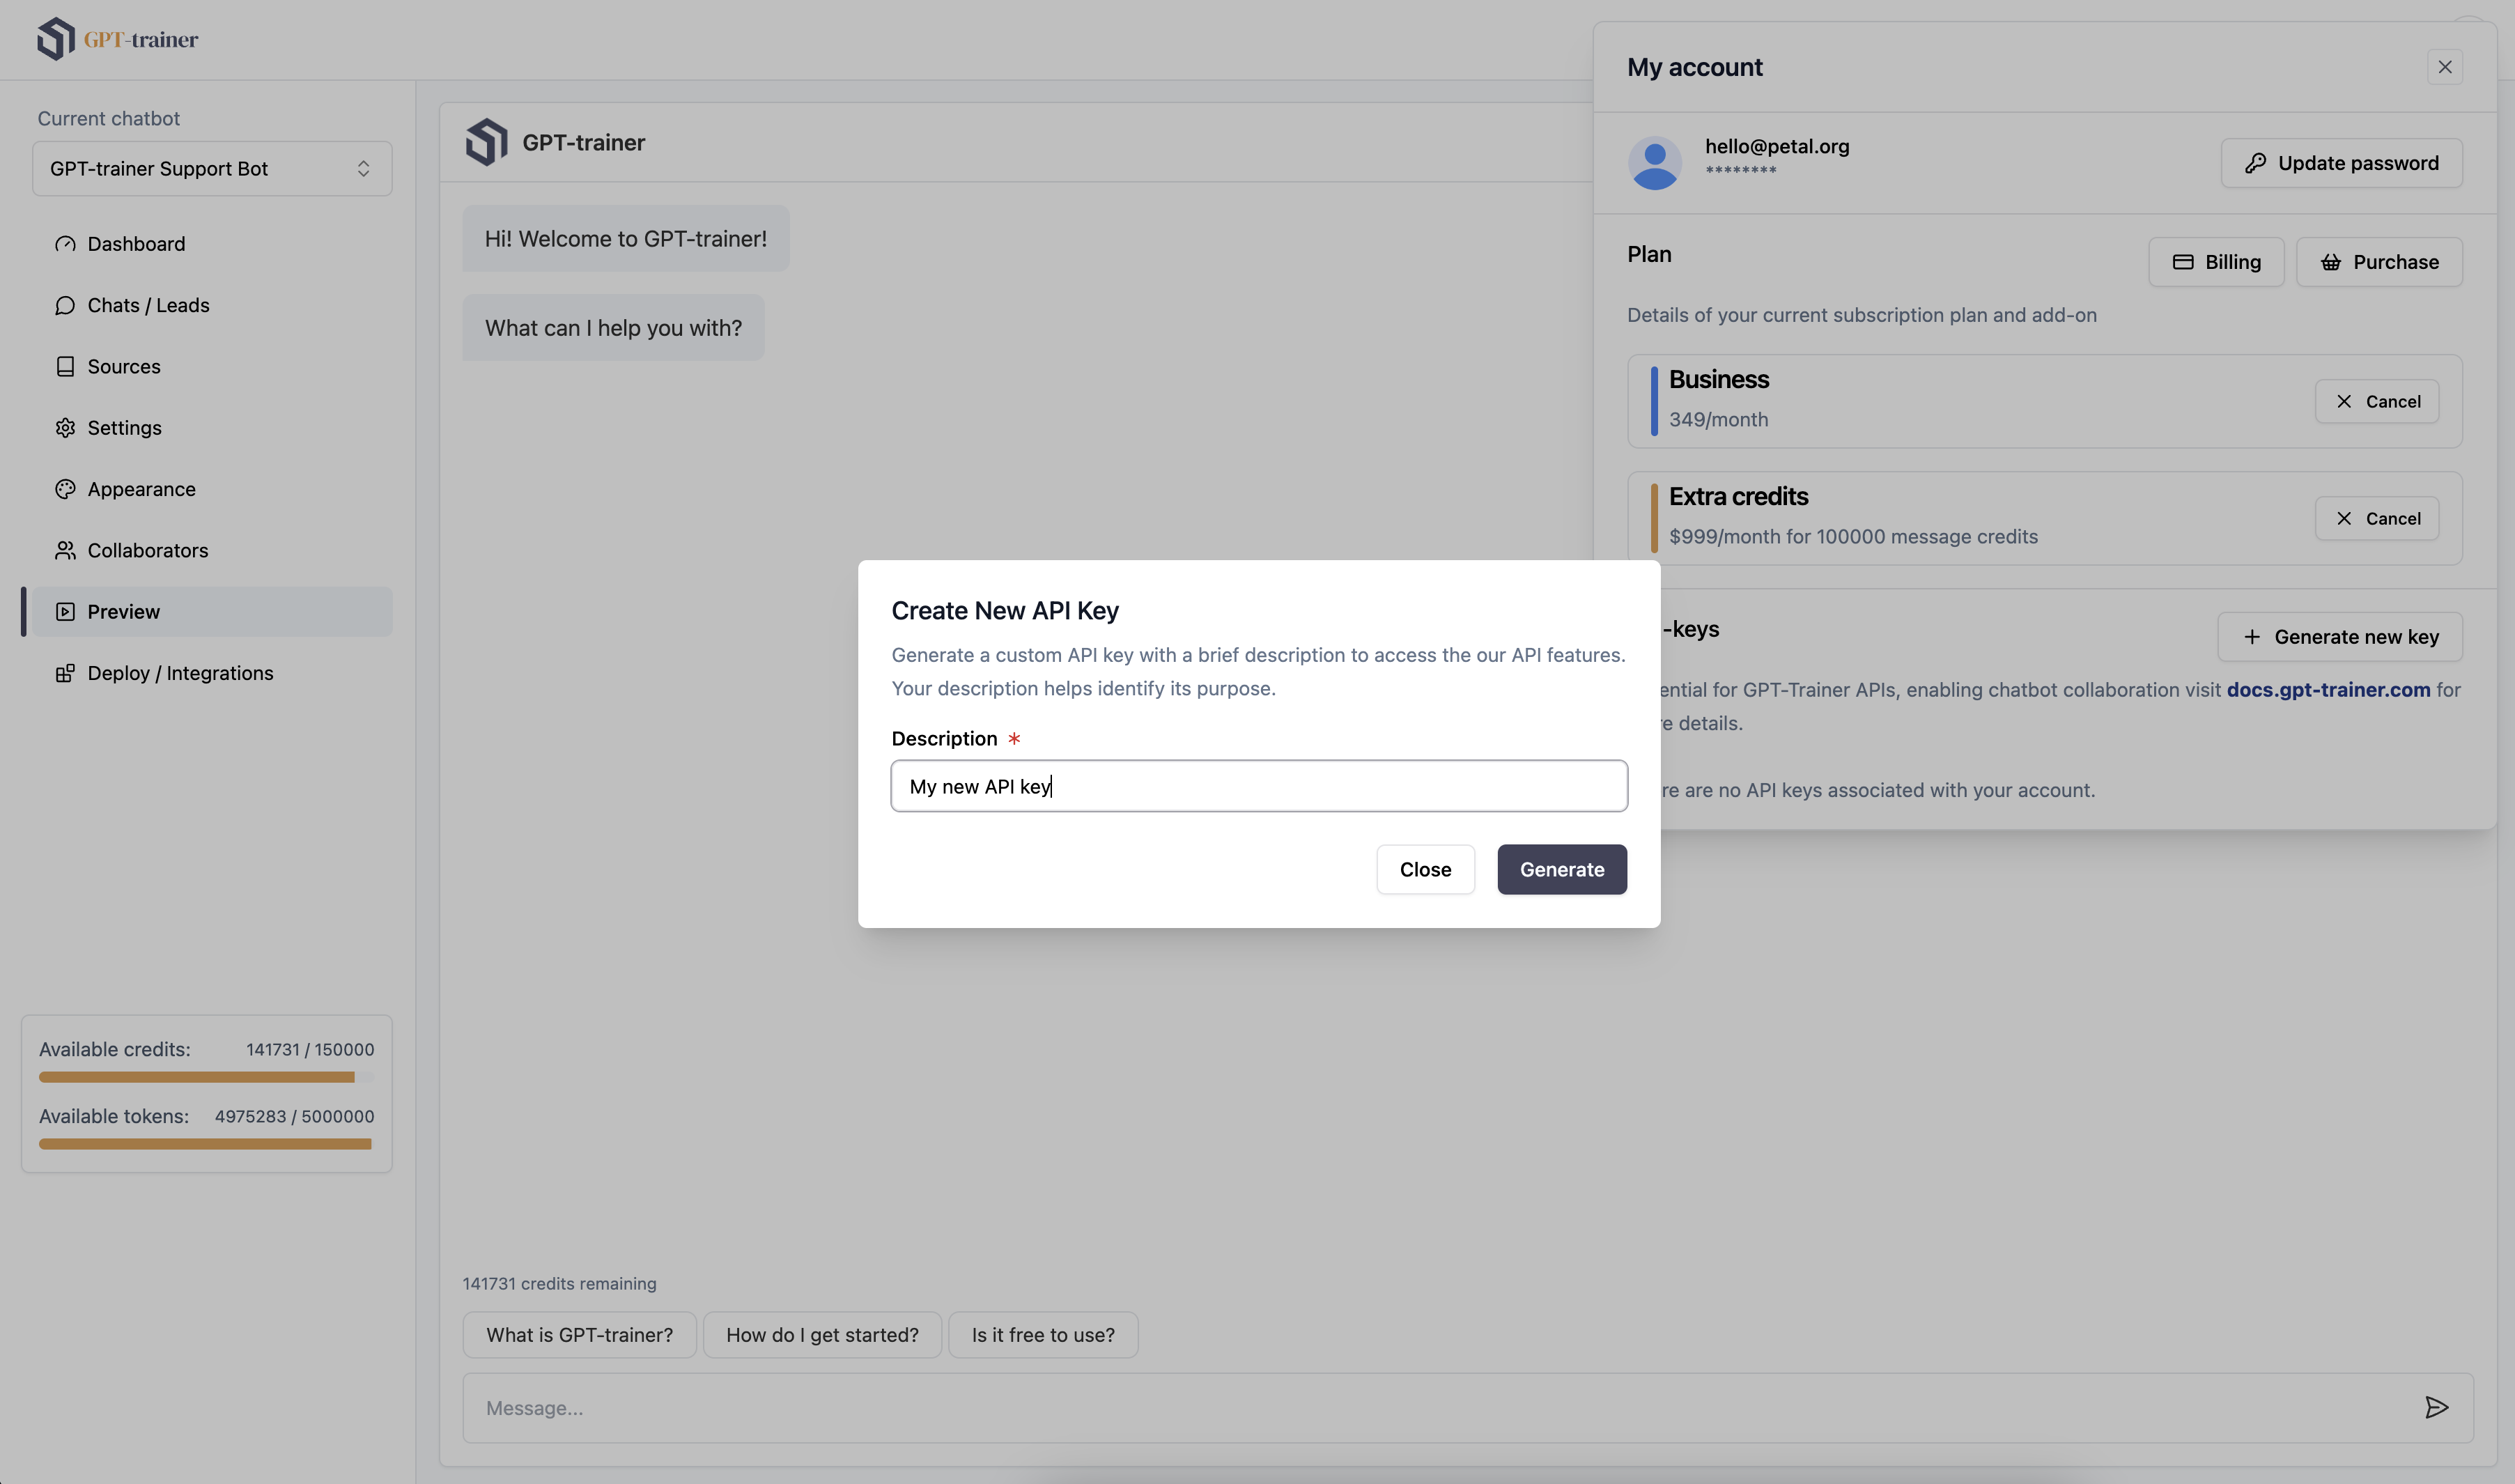 GPT-trainer
Current chatbot
GPT-trainer Support Bot
Dashboard
Chats / Leads
Sources
Settings
Appearance
Collaborators
Preview
Deploy / Integrations
Available credits: 141731 / 150000
Available tokens: 4975283 / 5000000
GPT-trainer
Hi! Welcome to GPT-trainer!
What can I help you with?
141731 credits remaining
What is GPT-trainer? How do I get started? Is it free to use?
Message...
My account
hello@petal.org
********
Update password
Plan
Billing Purchase
Details of your current subscription plan and add-on
Business
349/month
Cancel
Extra credits
$999/month for 100000 message credits
Cancel
-keys
Generate new key
ential for GPT-Trainer APIs, enabling chatbot collaboration visit docs.gpt-trainer.com for
re details.
re are no API keys associated with your account.
Create New API Key
Generate a custom API key with a brief description to access the our API features.
Your description helps identify its purpose.
Description *
My new API key
Close Generate